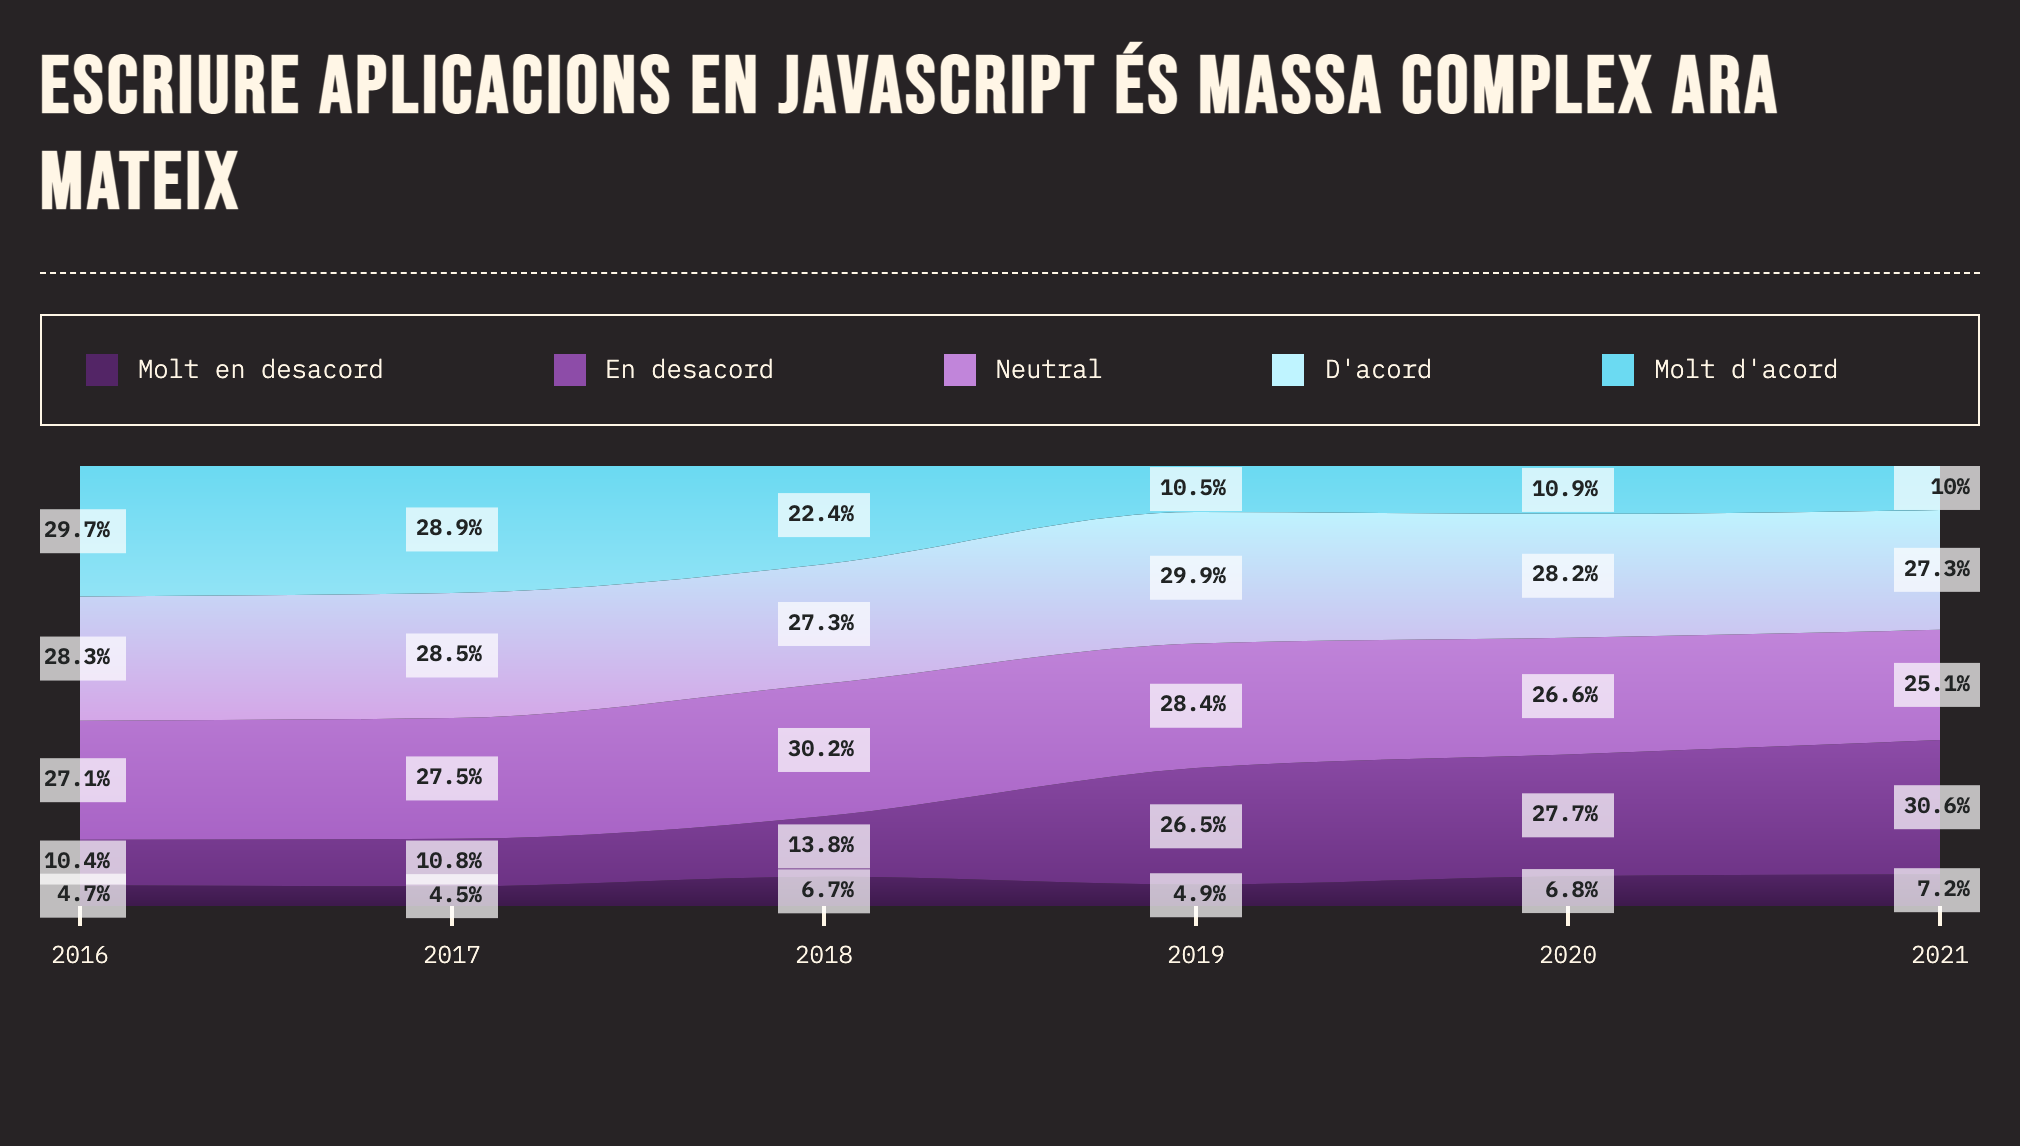 ESCRIURE APLICACIONS EN JAVASCRIPT ÉS MASSA COMPLEX ARA
MATEIX
Molt en desacord En desacord Neutral D'acord Molt d'acord
29.7% 28.9% 22.4% 10.5% 10.9% 10%
28.3% 28.5% 27.3% 29.9% 28.2% 27.3%
27.1% 27.5% 30.2% 28.4% 26.6% 25.1%
10.4% 10.8% 13.8% 26.5% 27.7% 30.6%
4.7% 4.5% 6.7% 4.9% 6.8% 7.2%
2016 2017 2018 2019 2020 2021